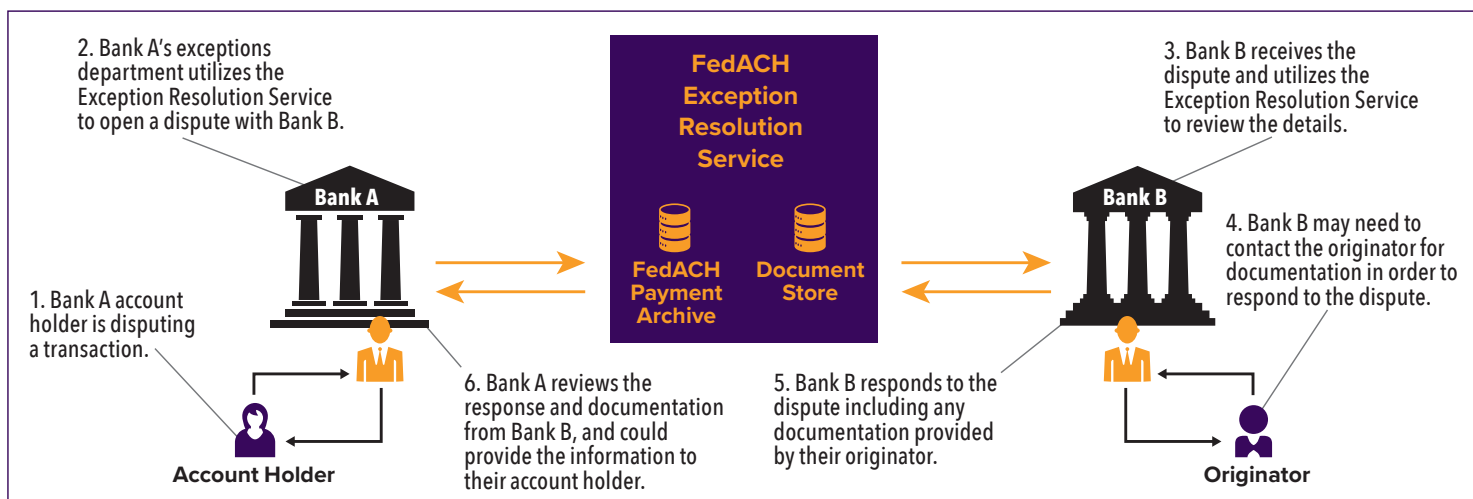 2. Bank A's exceptions
department utilizes the
Exception Resolution Service
to open a dispute with Bank B.
Bank A
1. Bank A account
holder is disputing
a transaction.
Account Holder
6. Bank A reviews the
response and documentation
from Bank B, and could
provide the information to
their account holder.
FedACH
Exception
Resolution
Service
FedACH
Payment
Archive
Document
Store
3. Bank B receives the
dispute and utilizes the
Exception Resolution Service
to review the details.
Bank B
4. Bank B may need to
contact the originator for
documentation in order to
respond to the dispute.
5. Bank B responds to the
dispute including any
documentation provided
by their originator.
Originator